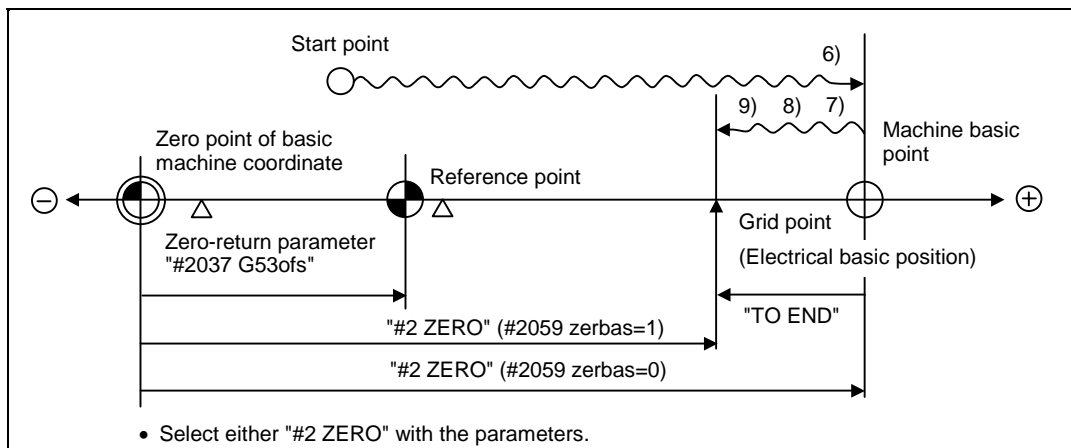 Start point
6)
9) 8) 7)
Zero point of basic
machine coordinate
Machine basic
point
Reference point
⊖
⊕
Zero-return parameter
"#2037 G53ofs"
Grid point
(Electrical basic position)
"TO END"
"#2 ZERO" (#2059 zerbas=1)
"#2 ZERO" (#2059 zerbas=0)
• Select either "#2 ZERO" with the parameters.